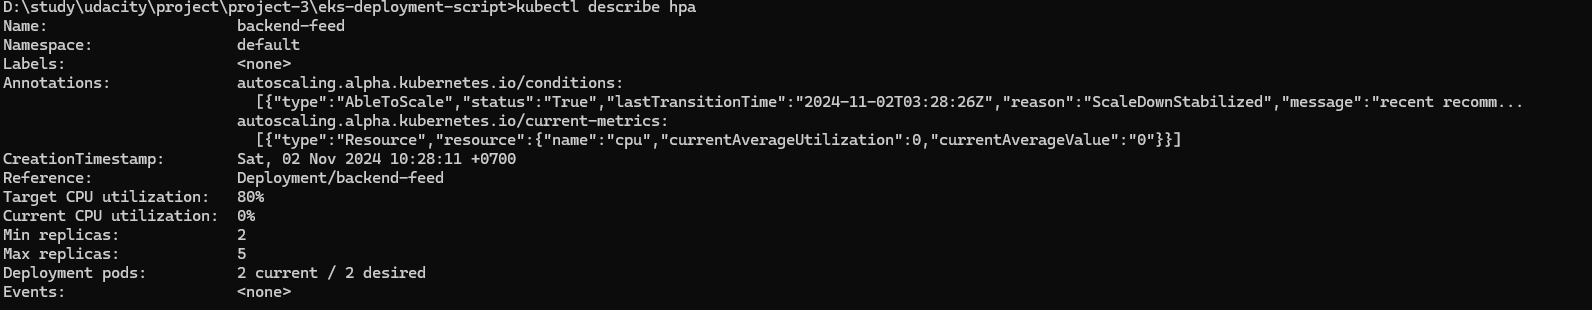 D:\study\udacity\project\project-3\eks-deployment-script>kubectl describe hpa
Name:                     backend-feed
Namespace:                default
Labels:                   <none>
Annotations:              autoscaling.alpha.kubernetes.io/conditions:
                            [{"type":"AbleToScale","status":"True","lastTransitionTime":"2024-11-02T03:28:26Z","reason":"ScaleDownStabilized","message":"recent recomm...
                          autoscaling.alpha.kubernetes.io/current-metrics:
                            [{"type":"Resource","resource":{"name":"cpu","currentAverageUtilization":0,"currentAverageValue":"0"}}]
CreationTimestamp:        Sat, 02 Nov 2024 10:28:11 +0700
Reference:                Deployment/backend-feed
Target CPU utilization:   80%
Current CPU utilization:  0%
Min replicas:             2
Max replicas:             5
Deployment pods:          2 current / 2 desired
Events:                   <none>